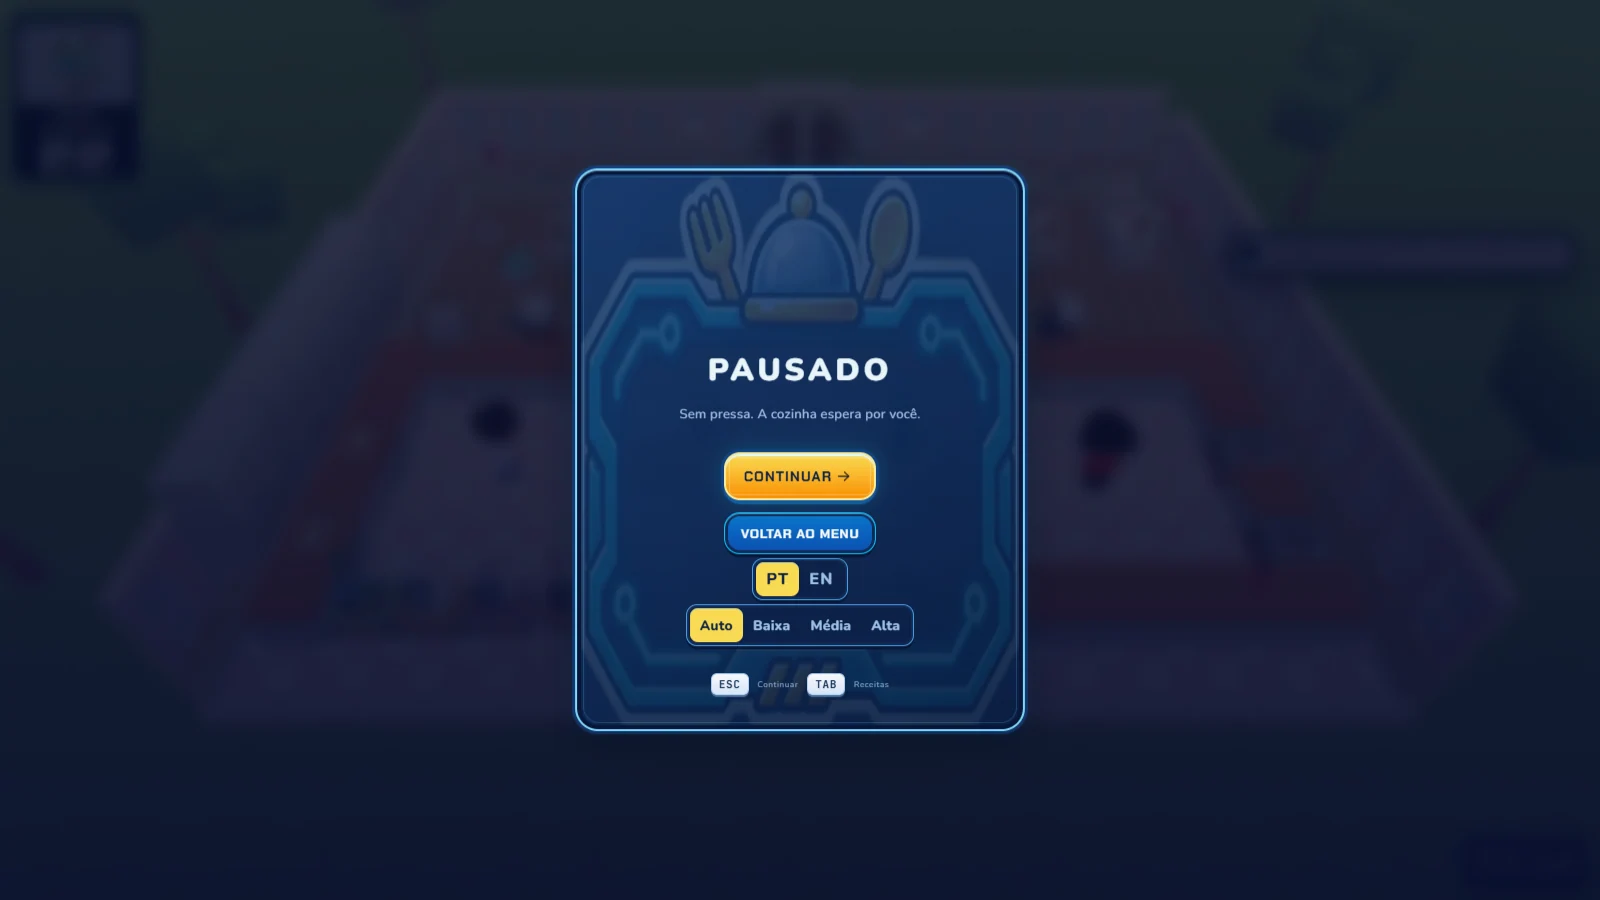 PAUSADO
Sem pressa. A cozinha espera por você.
CONTINUAR →
VOLTAR AO MENU
PT EN
Auto Baixa Média Alta
ESC Continuar TAB Receitas